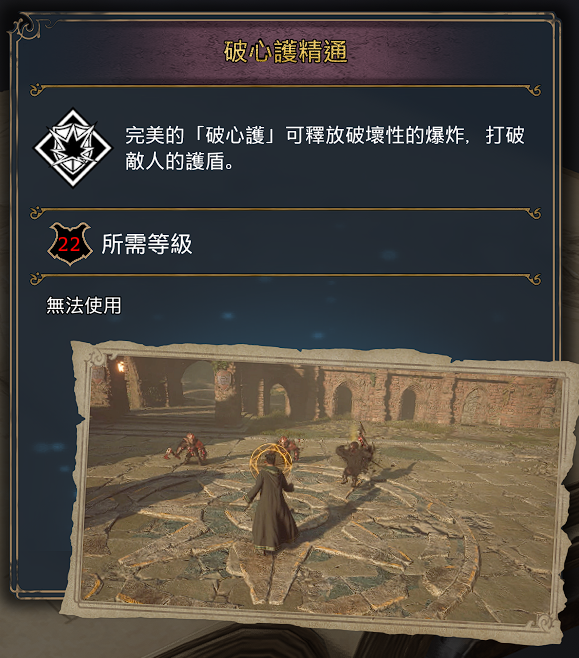 破心護精通
完美的「破心護」可釋放破壞性的爆炸，打破
敵人的護盾。
22 所需等級
無法使用